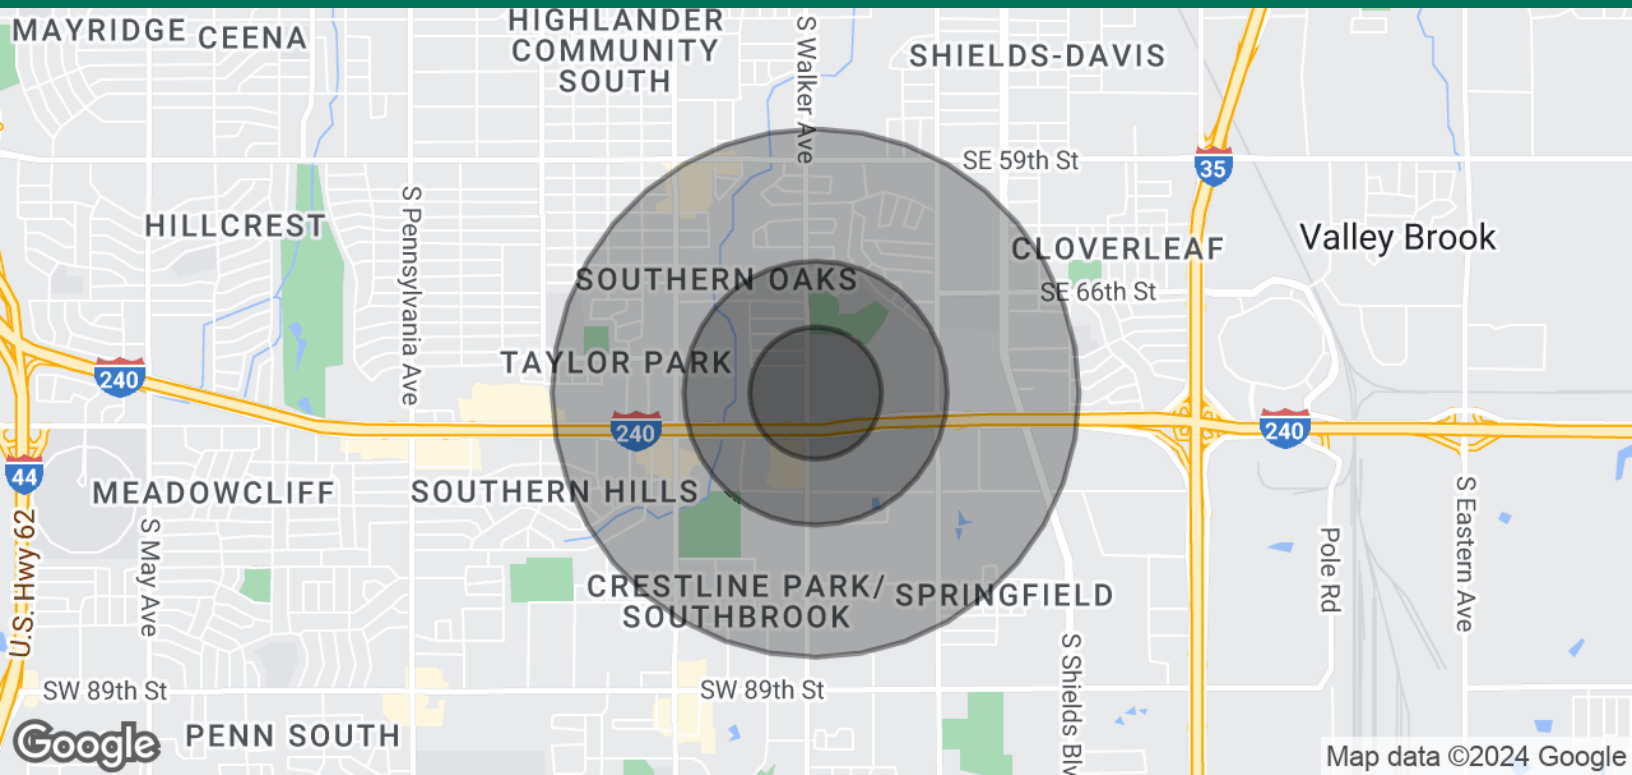 MAYRIDGE
CEENA
HIGHLANDER
COMMUNITY
SOUTH
S Walker Ave
SHIELDS-DAVIS
SE 59th St
35
HILLCREST
S Pennsylvania Ave
CLOVERLEAF
Valley Brook
SOUTHERN OAKS
SE 66th St
TAYLOR PARK
240
240
240
44
MEADOWCLIFF
SOUTHERN HILLS
S May Ave
U.S. Hwy 62
S Eastern Ave
Pole Rd
CRESTLINE PARK/
SOUTHBROOK
SPRINGFIELD
S Shields Blv
SW 89th St
SW 89th St
PENN SOUTH
Google
Map data ©2024 Google